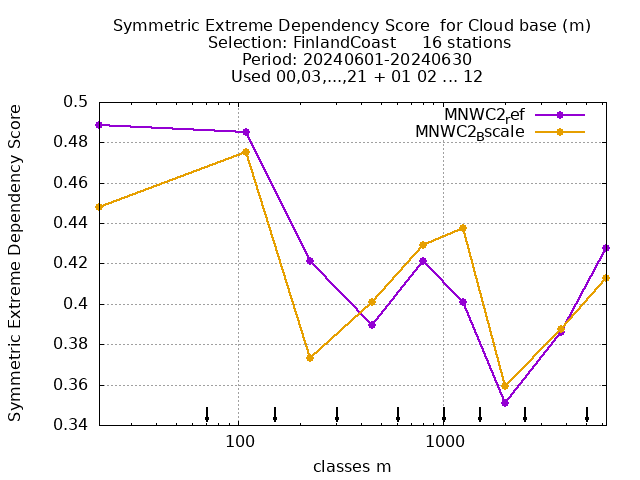 Symmetric Extreme Dependency Score  for Cloud base (m)
Selection: FinlandCoast     16 stations
Period: 20240601-20240630
Used 00,03,...,21 + 01 02 ... 12
Symmetric Extreme Dependency Score
0.5
0.48
0.46
0.44
0.42
0.4
0.38
0.36
0.34
MNWC2ref
MNWC2Bscale
100
1000
classes m